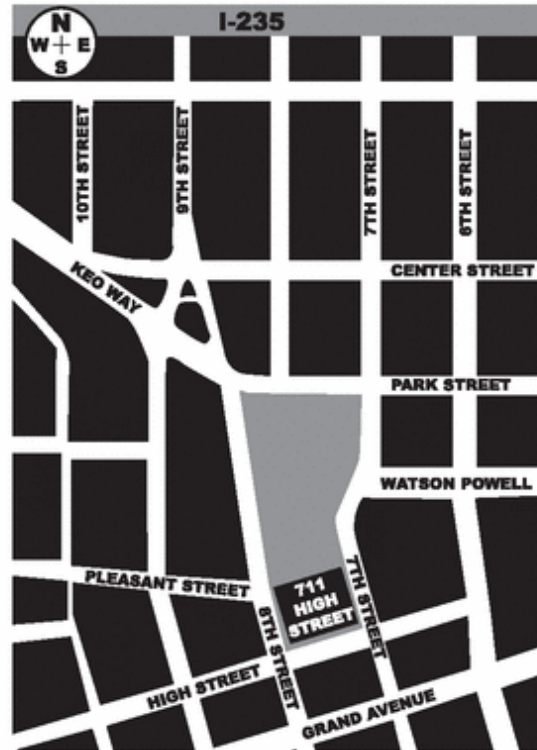 I-235
N
W E
S
10TH STREET
9TH STREET
7TH STREET
6TH STREET
KEO WAY
CENTER STREET
PARK STREET
WATSON POWELL
PLEASANT STREET
711
HIGH
STREET
7TH STREET
8TH STREET
HIGH STREET
GRAND AVENUE